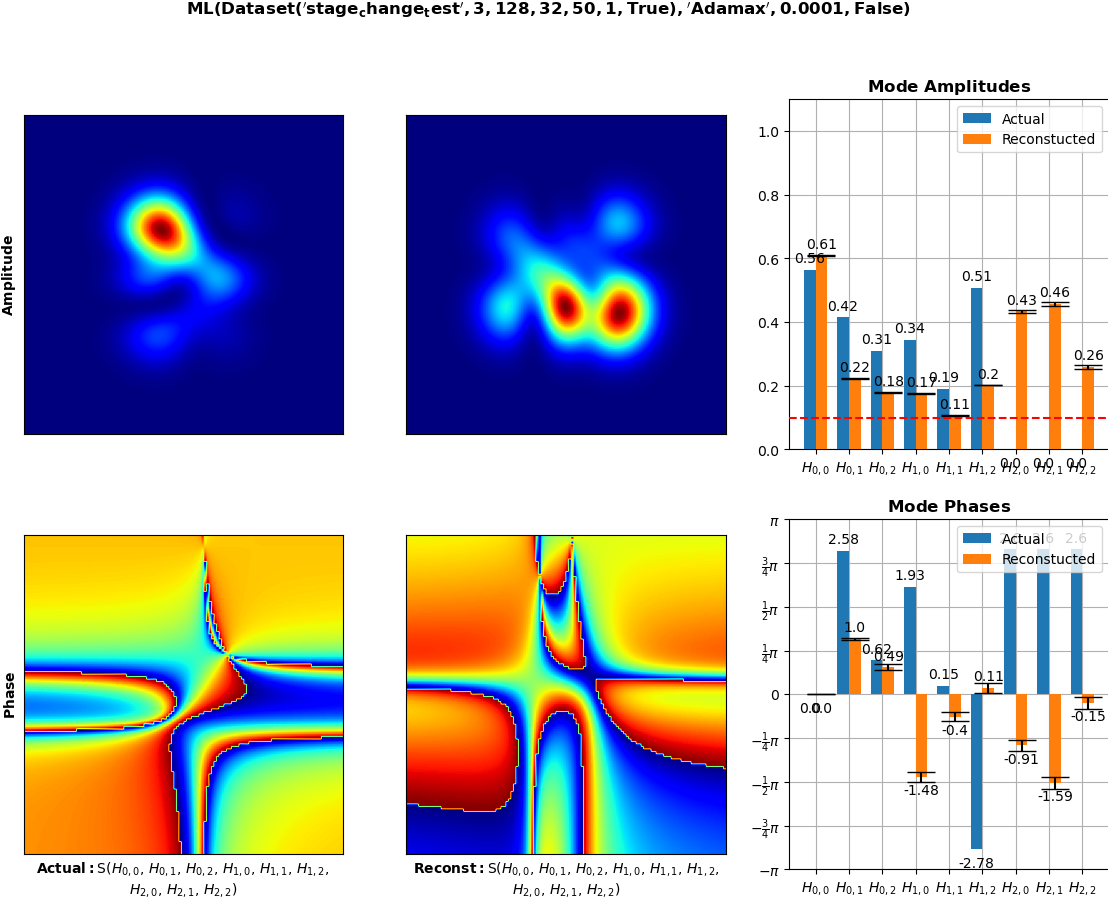 ML(Dataset('stage_change_test', 3, 128, 32, 50, 1, True), 'Adamax', 0.0001, False)
Amplitude
Mode Amplitudes
Actual
Reconstucted
1.0
0.8
0.6
0.4
0.2
0.0
0.56
0.61
0.42
0.22
0.31
0.18
0.34
0.17
0.19
0.11
0.51
0.2
0.43
0.46
0.26
0.0
0.0
0.0
H0,0 H0,1 H0,2 H1,0 H1,1 H1,2 H2,0 H2,1 H2,2
Phase
Mode Phases
Actual
Reconstucted
π
3/4π
1/2π
1/4π
0
−1/4π
−1/2π
−3/4π
−π
0.0
0.0
2.58
1.0
0.62
0.49
1.93
-1.48
0.15
-0.4
-2.78
0.11
-0.91
-1.59
2.6
-0.15
H0,0 H0,1 H0,2 H1,0 H1,1 H1,2 H2,0 H2,1 H2,2
Actual: S(H0,0, H0,1, H0,2, H1,0, H1,1, H1,2,
H2,0, H2,1, H2,2)
Reconst: S(H0,0, H0,1, H0,2, H1,0, H1,1, H1,2,
H2,0, H2,1, H2,2)